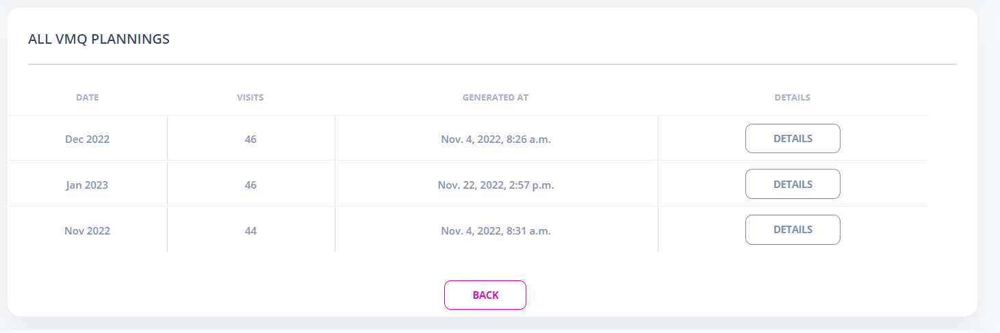 ALL VMQ PLANNINGS
DATE VISITS GENERATED AT DETAILS
Dec 2022 46 Nov. 4, 2022, 8:26 a.m. DETAILS
Jan 2023 46 Nov. 22, 2022, 2:57 p.m. DETAILS
Nov 2022 44 Nov. 4, 2022, 8:31 a.m. DETAILS
BACK